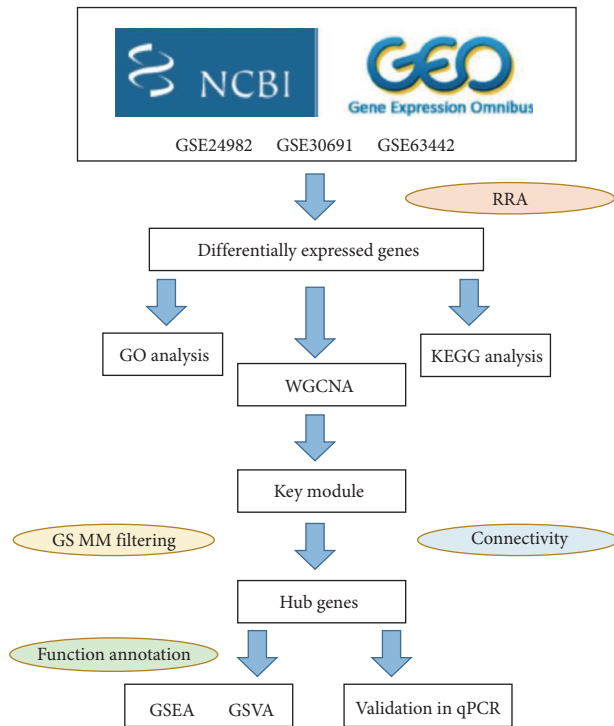 NCBI
GEO
Gene Expression Omnibus
GSE24982 GSE30691 GSE63442
RRA
Differentially expressed genes
GO analysis
KEGG analysis
WGCNA
Key module
GS MM filtering
Connectivity
Hub genes
Function annotation
GSEA GSVA
Validation in qPCR